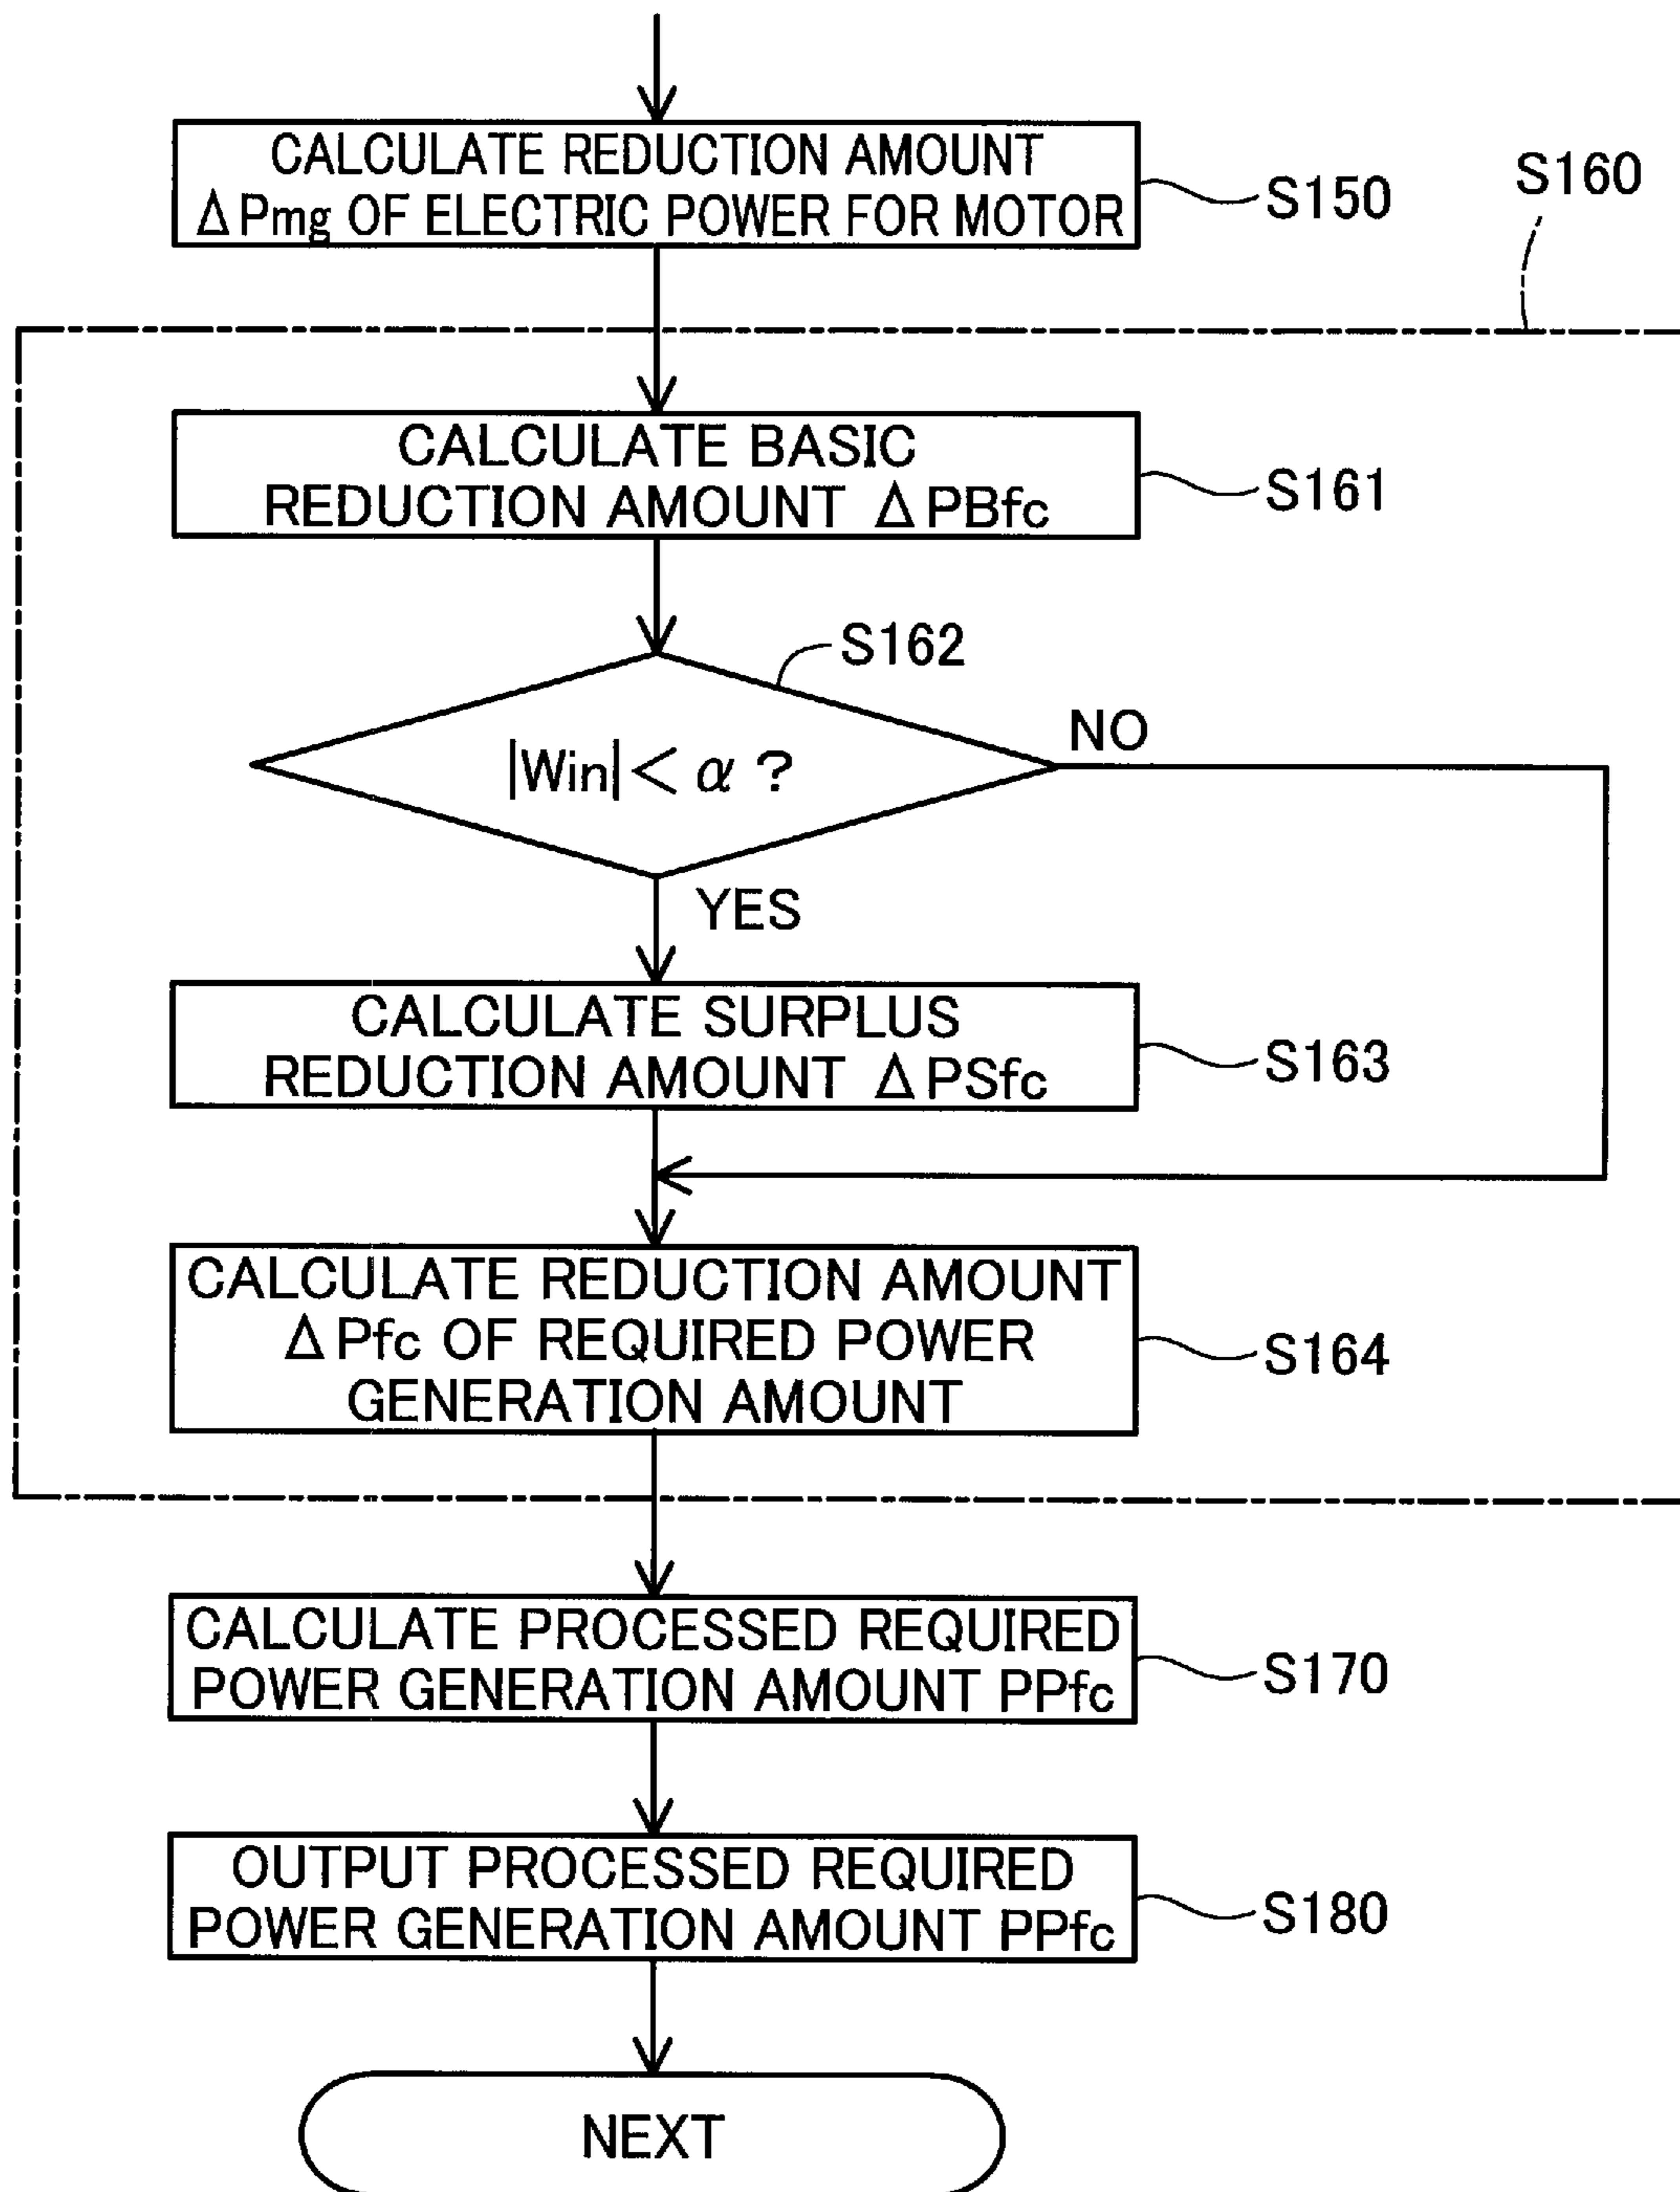 CALCULATE REDUCTION AMOUNT
ΔPmg OF ELECTRIC POWER FOR MOTOR
S150
S160
CALCULATE BASIC
REDUCTION AMOUNT ΔPBfc
S161
S162
|Win|< α ?
NO
YES
CALCULATE SURPLUS
REDUCTION AMOUNT ΔPSfc
S163
CALCULATE REDUCTION AMOUNT
ΔPfc OF REQUIRED POWER
GENERATION AMOUNT
S164
CALCULATE PROCESSED REQUIRED
POWER GENERATION AMOUNT PPfc
S170
OUTPUT PROCESSED REQUIRED
POWER GENERATION AMOUNT PPfc
S180
NEXT